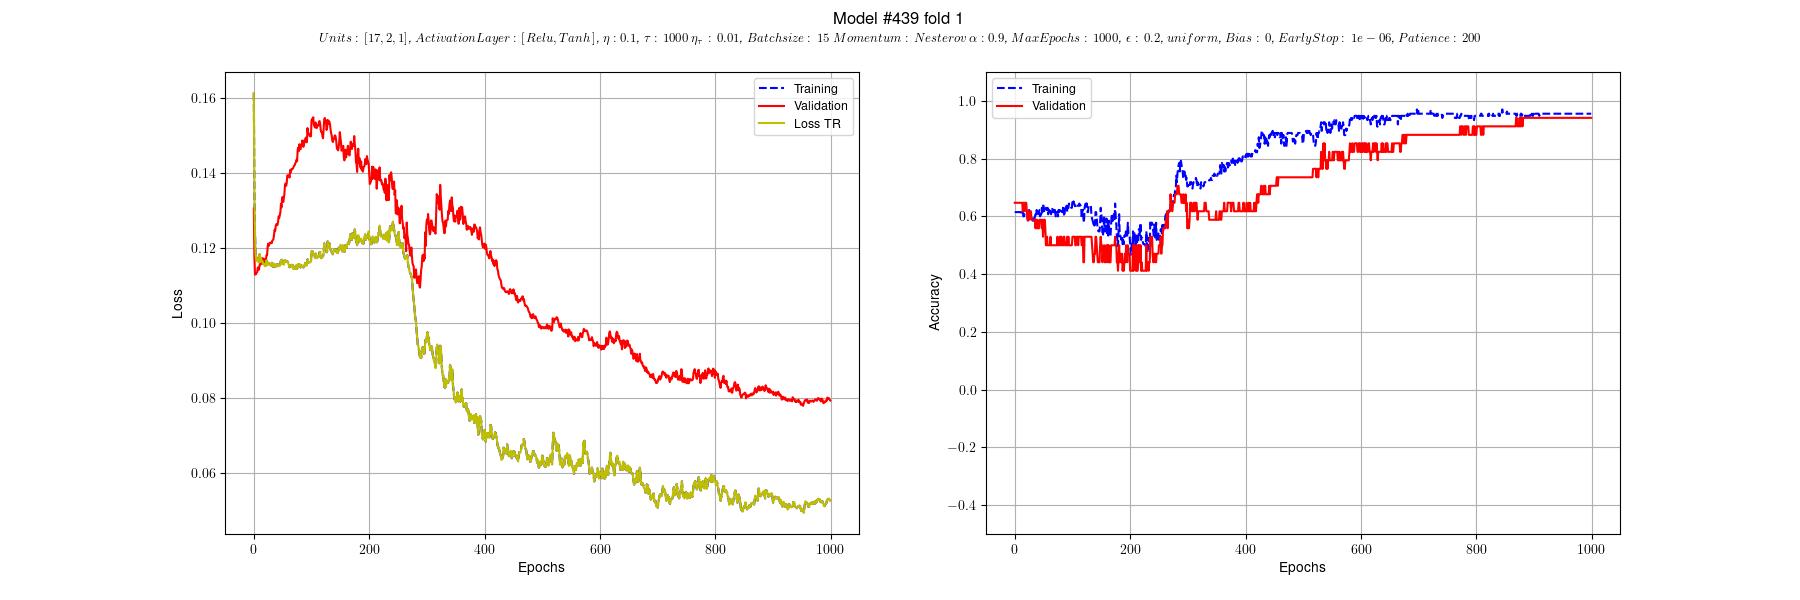 Model #439 fold 1
Units : [17, 2, 1], ActivationLayer : [Relu, Tanh], η : 0.1, τ : 1000 ητ : 0.01, Batchsize : 15 Momentum : Nesterov α : 0.9, MaxEpochs : 1000, ϵ : 0.2, uniform, Bias : 0, EarlyStop : 1e − 06, Patience : 200
Training
Validation
Loss TR
0.16
0.14
0.12
0.10
0.08
0.06
Loss
0
200
400
600
800
1000
Epochs
Training
Validation
1.0
0.8
0.6
0.4
0.2
0.0
−0.2
−0.4
Accuracy
0
200
400
600
800
1000
Epochs